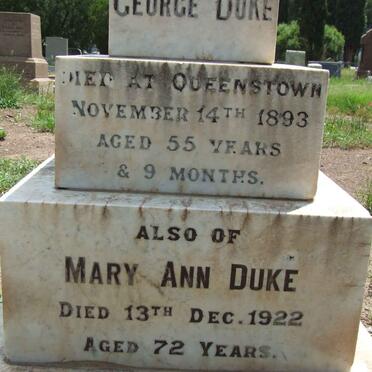 GEORGE DUKE
DIED AT QUEENSTOWN
NOVEMBER 14TH 1893
AGED 55 YEARS
& 9 MONTHS.
ALSO OF
MARY ANN DUKE
DIED 13TH DEC. 1922
AGED 72 YEARS.